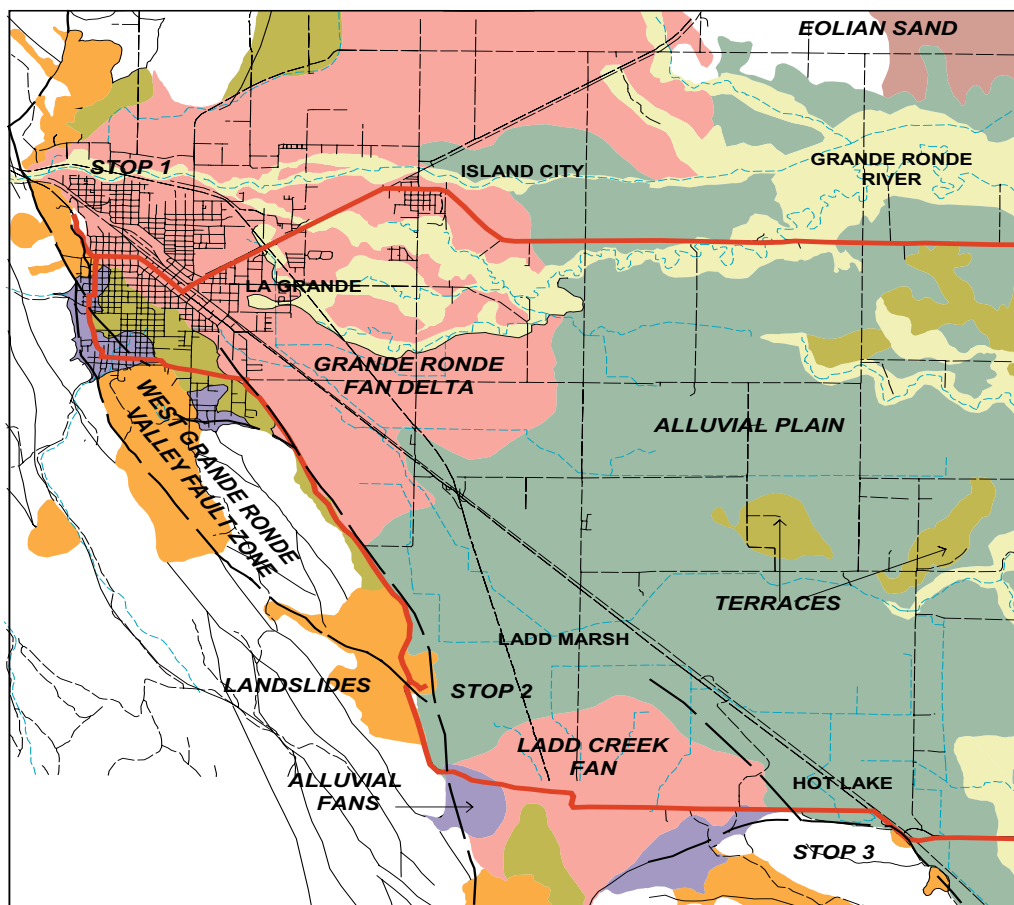 EOLIAN SAND
STOP 1
ISLAND CITY
GRANDE RONDE
RIVER
LA GRANDE
GRANDE RONDE
FAN DELTA
WEST GRANDE RONDE
VALLEY FAULT ZONE
ALLUVIAL PLAIN
TERRACES
LADD MARSH
LANDSLIDES
STOP 2
LADD CREEK
FAN
ALLUVIAL
FANS
HOT LAKE
STOP 3